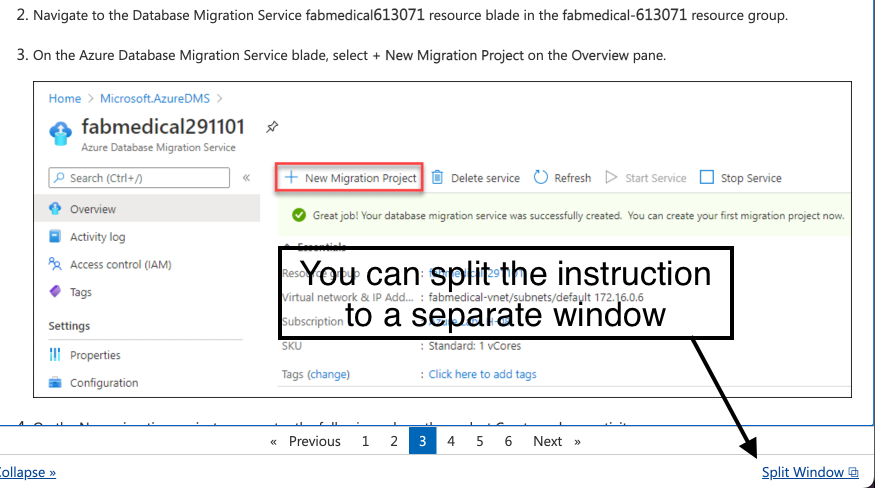 2. Navigate to the Database Migration Service fabmedical613071 resource blade in the fabmedical-613071 resource group.
3. On the Azure Database Migration Service blade, select + New Migration Project on the Overview pane.
Home > Microsoft.AzureDMS >
fabmedical291101
Azure Database Migration Service
Search (Ctrl+/) «
+ New Migration Project Delete service Refresh Start Service Stop Service
Overview
Great job! Your database migration service was successfully created. You can create your first migration project now.
Activity log
Essentials
Access control (IAM)
You can split the instruction
to a separate window
Resource group :
Virtual network & IP Add... : fabmedical-vnet/subnets/default 172.16.0.6
Tags
Subscription
Settings
SKU : Standard: 1 vCores
Properties
Tags (change) : Click here to add tags
Configuration
« Previous 1 2 3 4 5 6 Next »
ollapse »
Split Window